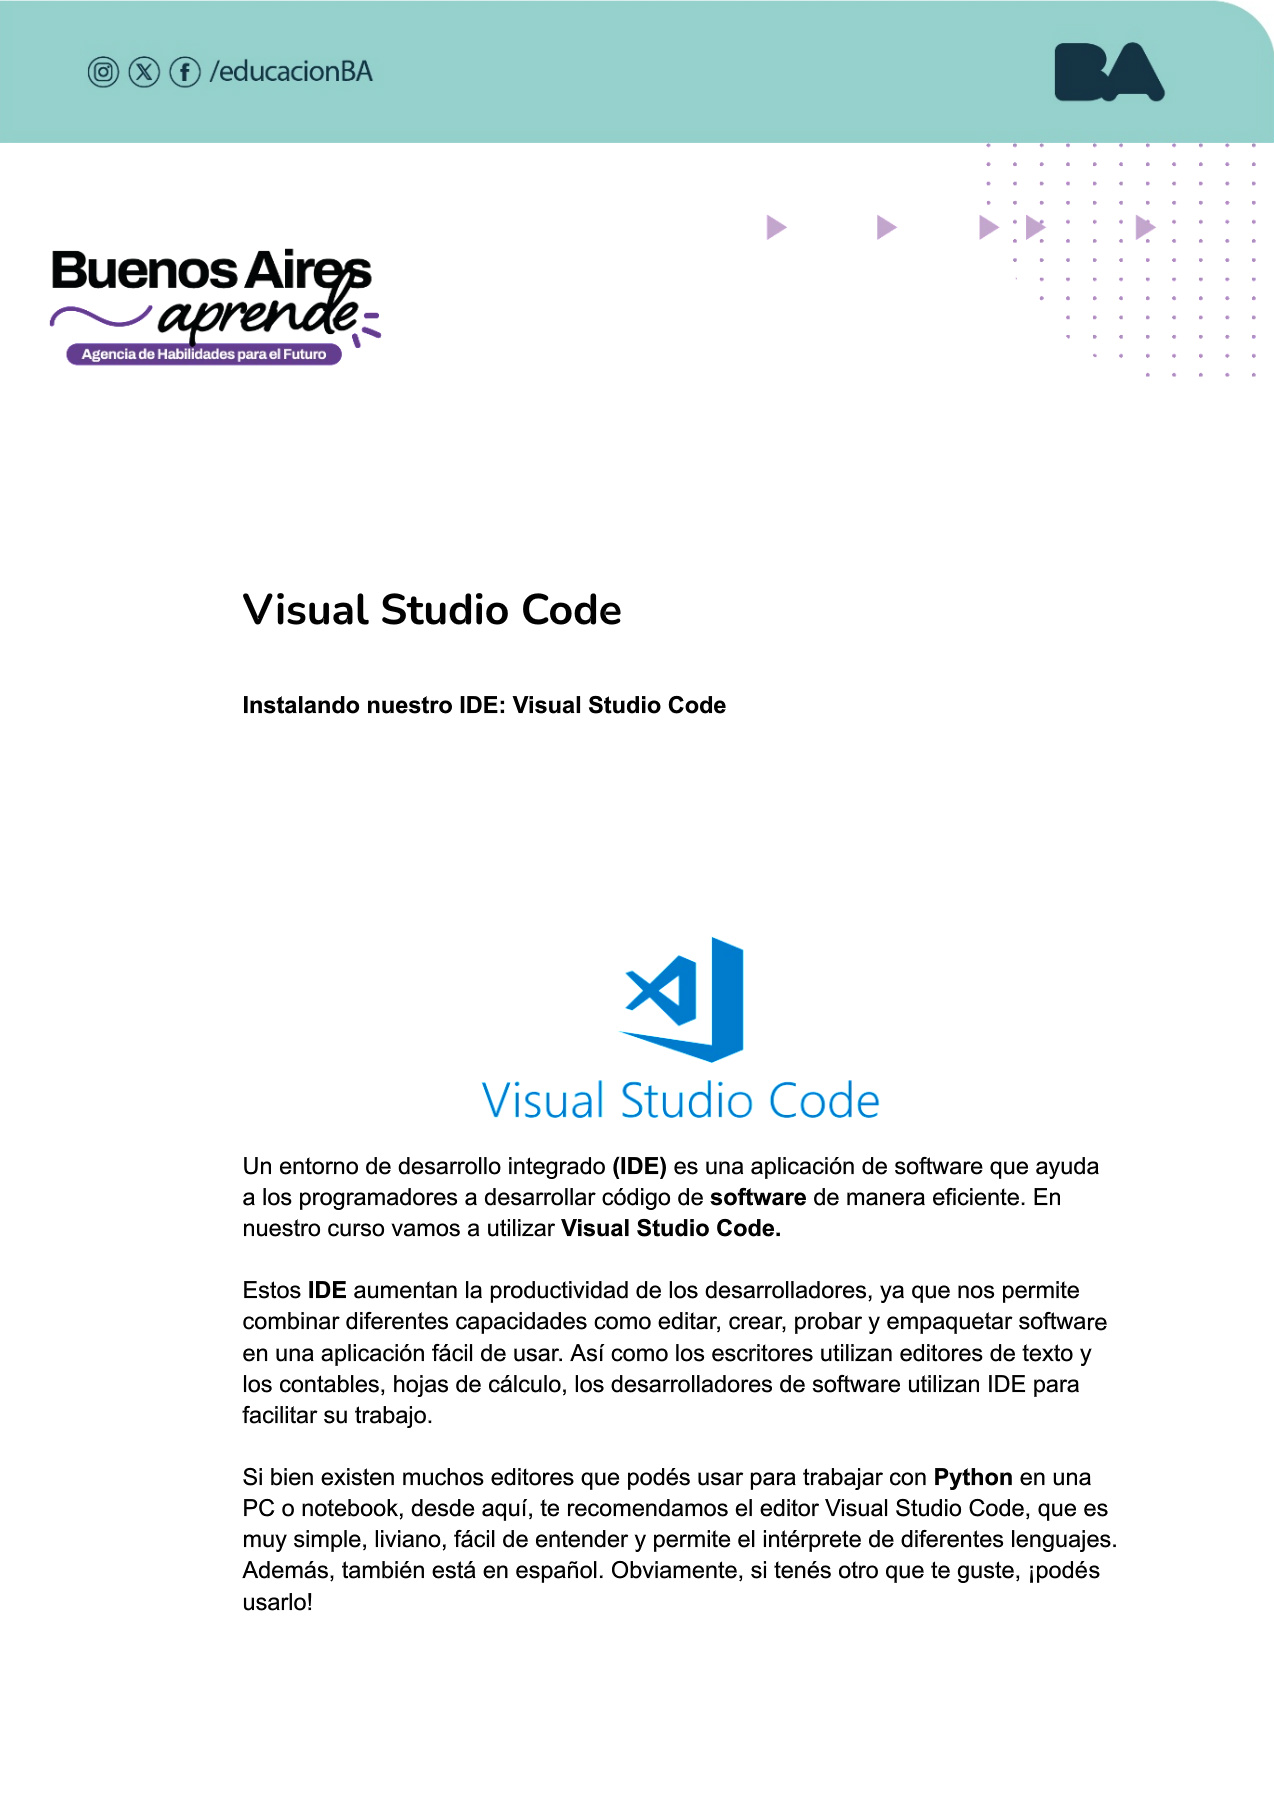 /educacionBA
BA
Buenos Aires
aprende
Agencia de Habilidades para el Futuro
Visual Studio Code
Instalando nuestro IDE: Visual Studio Code
Visual Studio Code
Un entorno de desarrollo integrado (IDE) es una aplicación de software que ayuda
a los programadores a desarrollar código de software de manera eficiente. En
nuestro curso vamos a utilizar Visual Studio Code.
Estos IDE aumentan la productividad de los desarrolladores, ya que nos permite
combinar diferentes capacidades como editar, crear, probar y empaquetar software
en una aplicación fácil de usar. Así como los escritores utilizan editores de texto y
los contables, hojas de cálculo, los desarrolladores de software utilizan IDE para
facilitar su trabajo.
Si bien existen muchos editores que podés usar para trabajar con Python en una
PC o notebook, desde aquí, te recomendamos el editor Visual Studio Code, que es
muy simple, liviano, fácil de entender y permite el intérprete de diferentes lenguajes.
Además, también está en español. Obviamente, si tenés otro que te guste, ¡podés
usarlo!